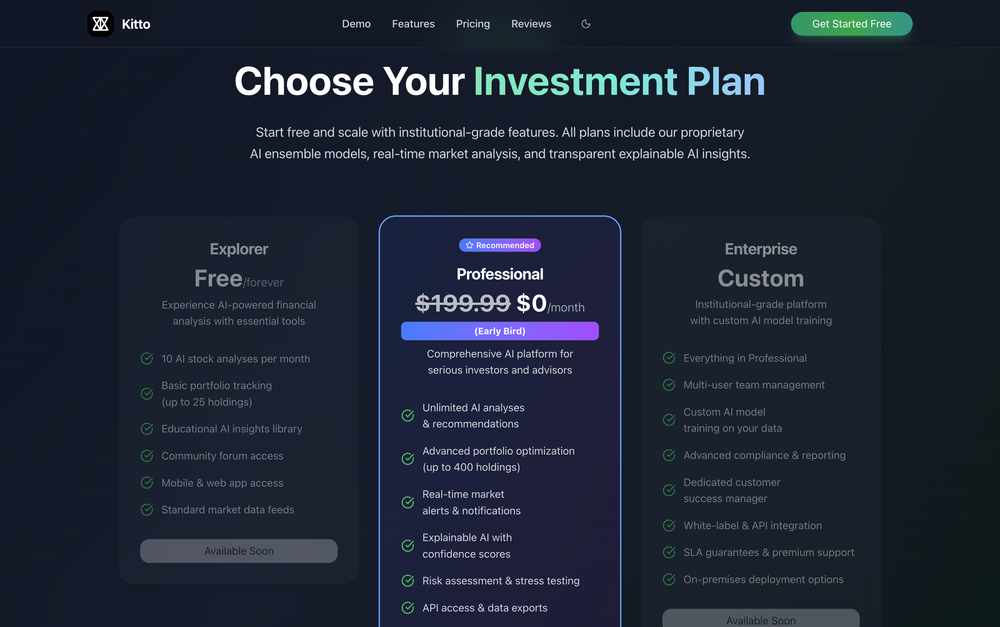 Kitto
Demo
Features
Pricing
Reviews
Get Started Free
Choose Your Investment Plan
Start free and scale with institutional-grade features. All plans include our proprietary
AI ensemble models, real-time market analysis, and transparent explainable AI insights.
Explorer
Free/forever
Experience AI-powered financial
analysis with essential tools
10 AI stock analyses per month
Basic portfolio tracking
(up to 25 holdings)
Educational AI insights library
Community forum access
Mobile & web app access
Standard market data feeds
Available Soon
Recommended
Professional
$199.99 $0/month
(Early Bird)
Comprehensive AI platform for
serious investors and advisors
Unlimited AI analyses
& recommendations
Advanced portfolio optimization
(up to 400 holdings)
Real-time market
alerts & notifications
Explainable AI with
confidence scores
Risk assessment & stress testing
API access & data exports
Enterprise
Custom
Institutional-grade platform
with custom AI model training
Everything in Professional
Multi-user team management
Custom AI model
training on your data
Advanced compliance & reporting
Dedicated customer
success manager
White-label & API integration
SLA guarantees & premium support
On-premises deployment options
Available Soon